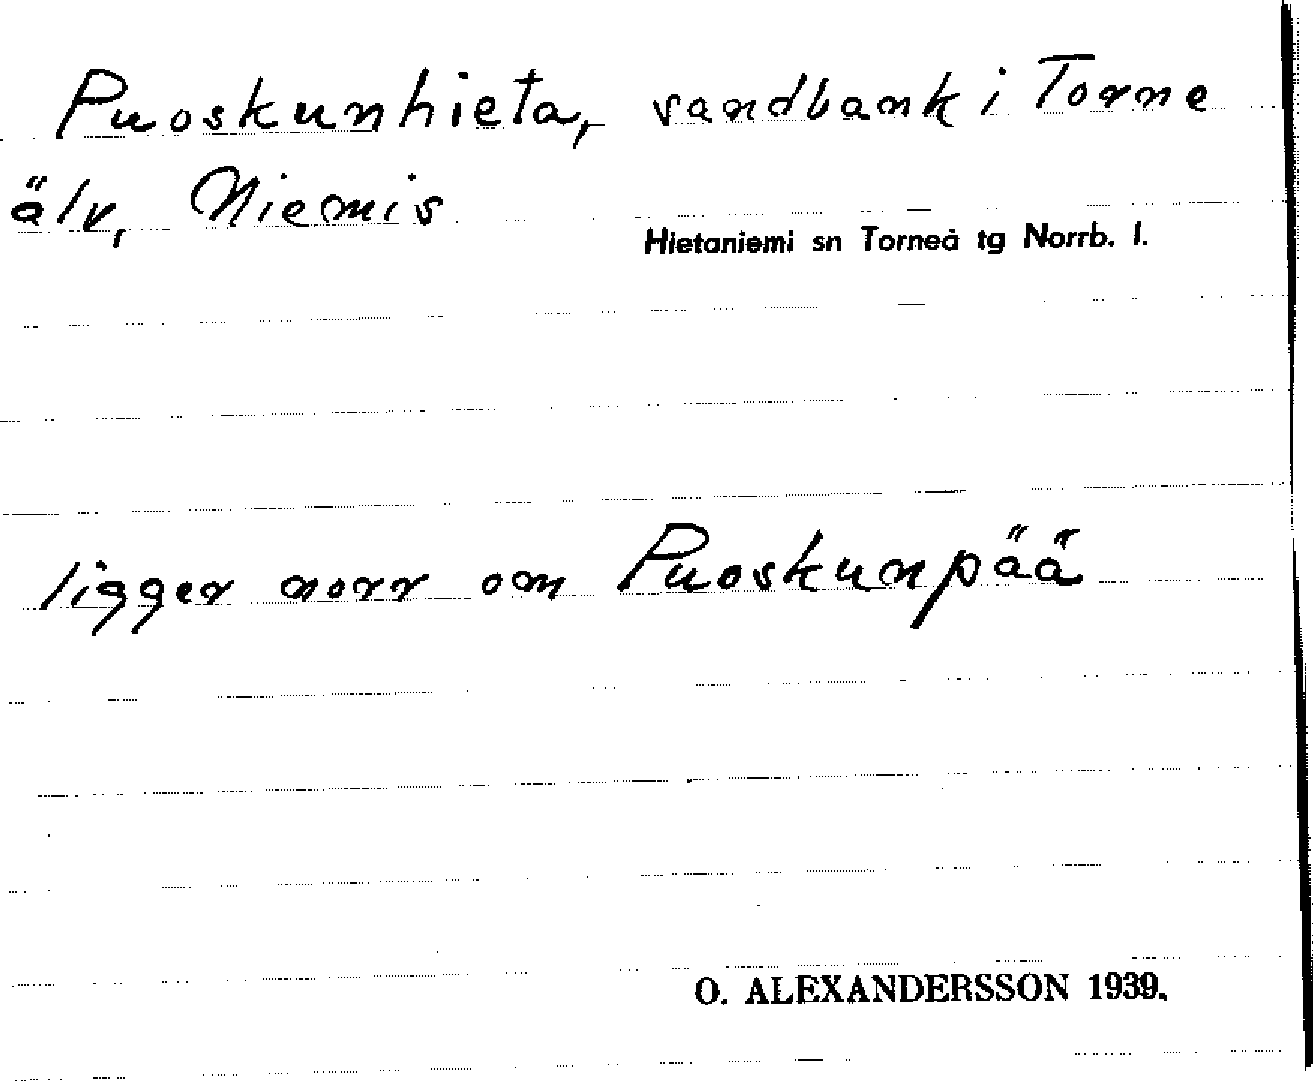 Puoskunhieta, sandbank i Torne
älv, Niemis
Hietaniemi sn Torneå tg Norrb. l.
ligger norr om Puoskunpää
O. ALEXANDERSSON 1939.